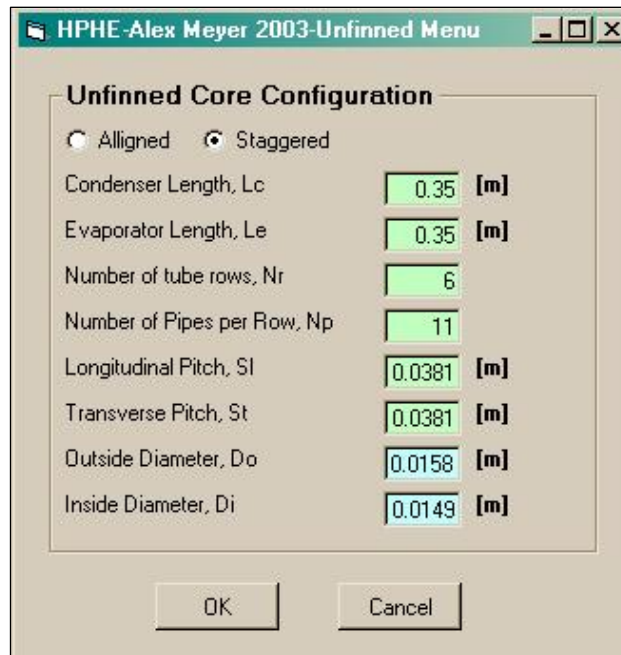 HPHE-Alex Meyer 2003-Unfinned Menu
Unfinned Core Configuration
Alligned Staggered
Condenser Length, Lc 0.35 [m]
Evaporator Length, Le 0.35 [m]
Number of tube rows, Nr 6
Number of Pipes per Row, Np 11
Longitudinal Pitch, Sl 0.0381 [m]
Transverse Pitch, St 0.0381 [m]
Outside Diameter, Do 0.0158 [m]
Inside Diameter, Di 0.0149 [m]
OK Cancel